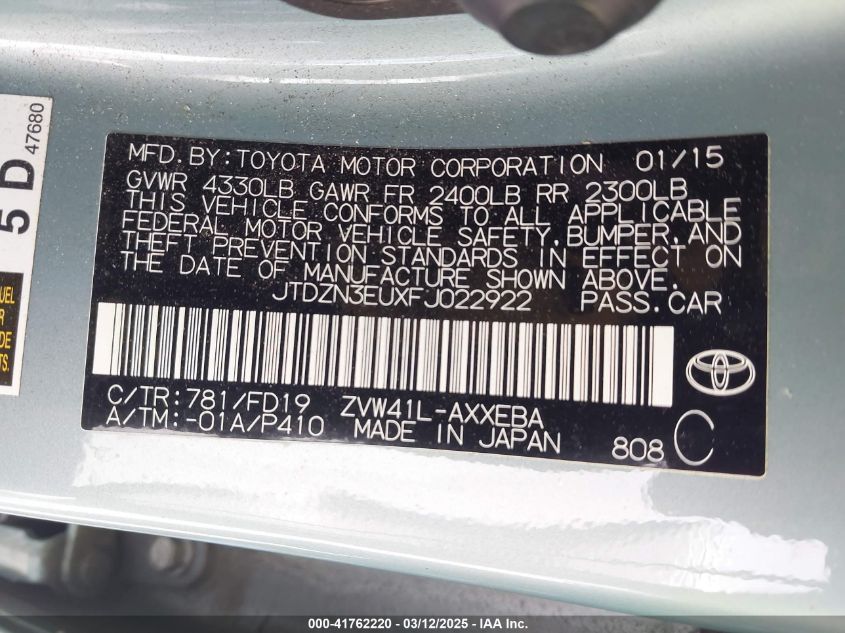 MFD. BY: TOYOTA MOTOR CORPORATION 01/15
GVWR 4330LB GAWR FR 2400LB RR 2300LB
THIS VEHICLE CONFORMS TO ALL APPLICABLE
FEDERAL MOTOR VEHICLE SAFETY, BUMPER, AND
THEFT PREVENTION STANDARDS IN EFFECT ON
THE DATE OF MANUFACTURE SHOWN ABOVE.
JTDZN3EUXFJ022922 PASS. CAR
C/TR: 781/FD19 ZVW41L-AXXEBA
A/TM: -01A/P410 MADE IN JAPAN 808 C
5 D
47680
UEL
R
DE
TS.
000-41762220 - 03/12/2025 - IAA Inc.